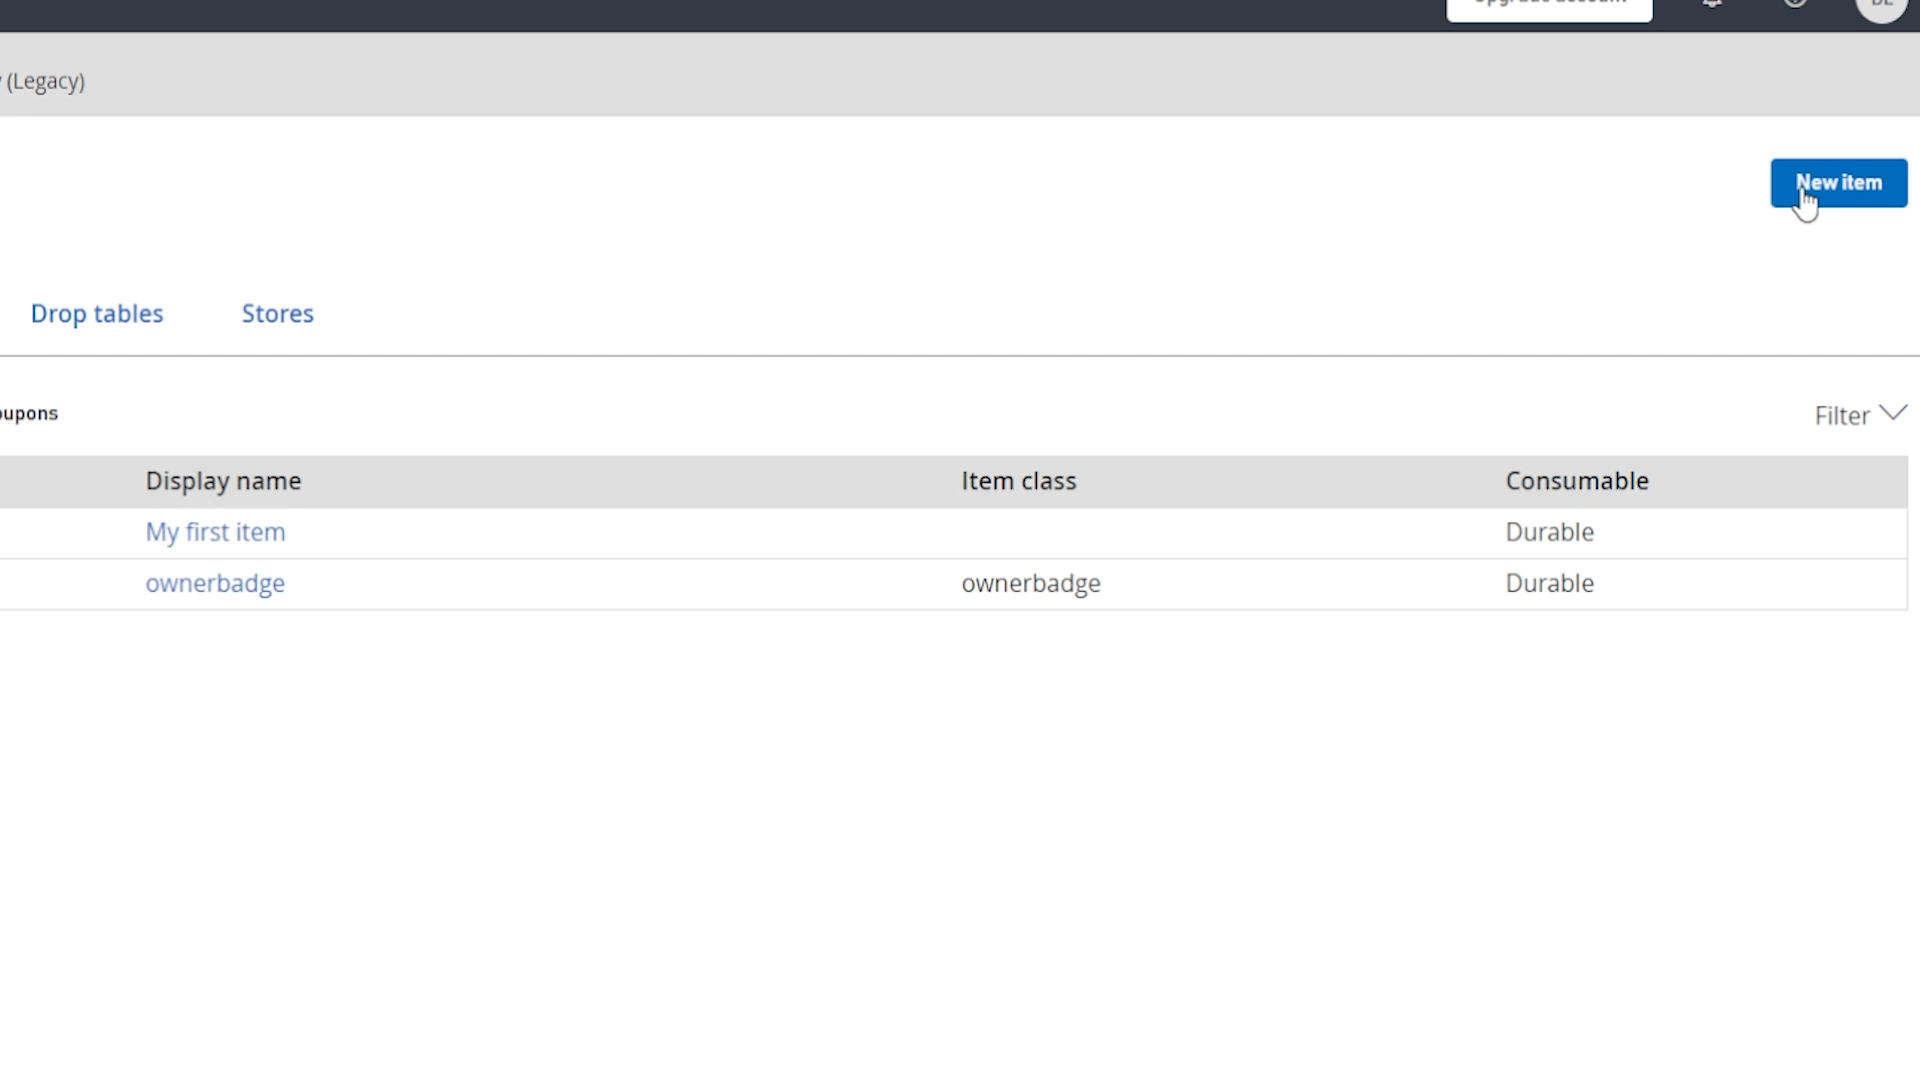 (Legacy)
New item
Drop tables Stores
Filter
Display name Item class Consumable
My first item Durable
ownerbadge ownerbadge Durable